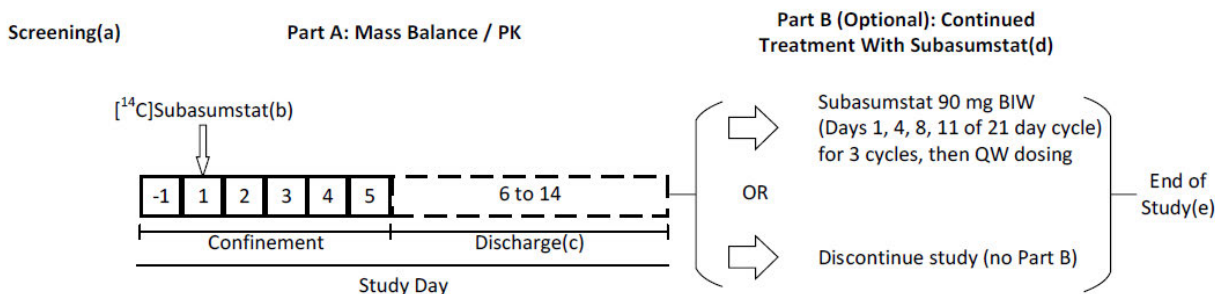 Screening(a)
Part A: Mass Balance / PK
Part B (Optional): Continued
Treatment With Subasumstat(d)
[¹⁴C]Subasumstat(b)
-1 1 2 3 4 5 6 to 14
Confinement
Discharge(c)
Study Day
Subasumstat 90 mg BIW
(Days 1, 4, 8, 11 of 21 day cycle)
for 3 cycles, then QW dosing
OR
Discontinue study (no Part B)
End of
Study(e)